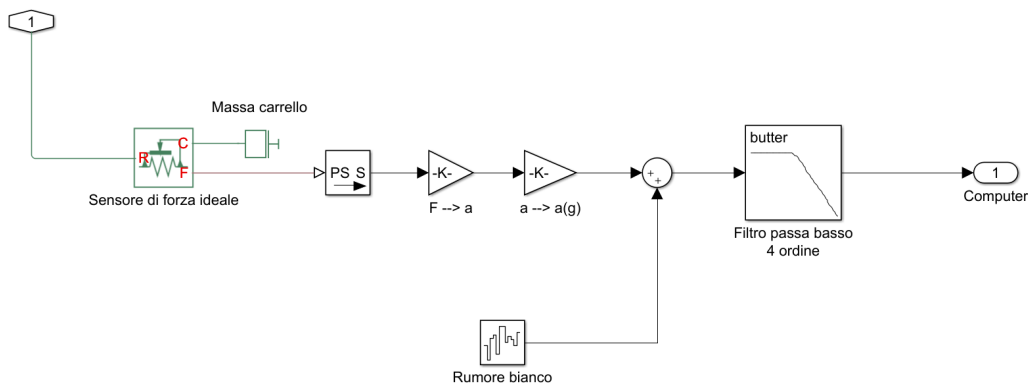 1
Massa carrello
R
C
F
Sensore di forza ideale
PS S
-K-
F --> a
-K-
a --> a(g)
+
+
butter
Filtro passa basso
4 ordine
1
Computer
Rumore bianco